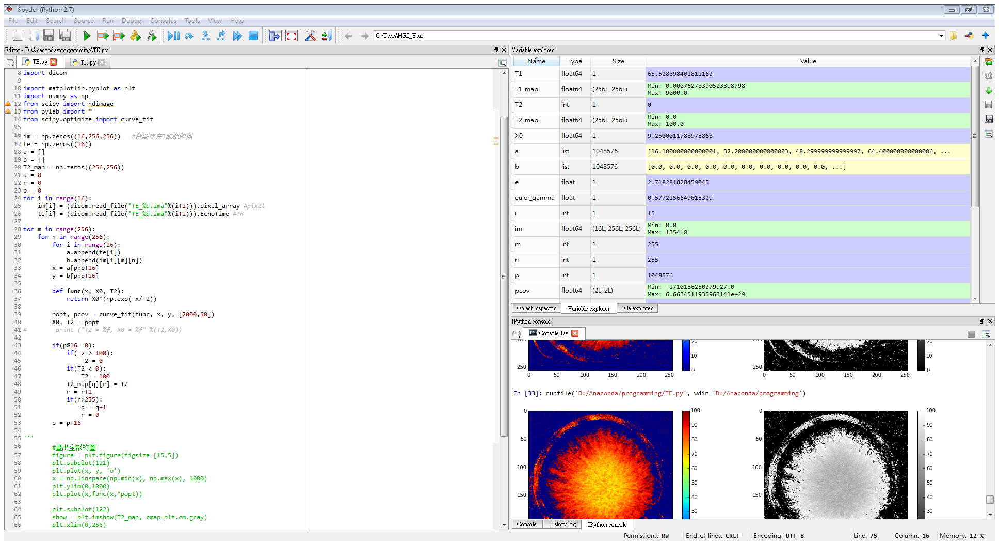 Spyder (Python 2.7)
File Edit Search Source Run Debug Consoles Tools View Help
C:\Users\MRI_Yun
Editor - D:\Anaconda\programming\TE.py
TE.py TR.py
8 import dicom
9
10 import matplotlib.pyplot as plt
11 import numpy as np
12 from scipy import ndimage
13 from pylab import *
14 from scipy.optimize import curve_fit
15
16 im = np.zeros((16,256,256)) #把圖存在3維距陣裡
17 te = np.zeros((16))
18 a = []
19 b = []
20 T2_map = np.zeros((256,256))
21 q = 0
22 r = 0
23 p = 0
24 for i in range(16):
25 im[i] = (dicom.read_file("TE_%d.ima"%(i+1))).pixel_array #pixel
26 te[i] = (dicom.read_file("TE_%d.ima"%(i+1))).EchoTime #TR
27
28 for m in range(256):
29 for n in range(256):
30 for i in range(16):
31 a.append(te[i])
32 b.append(im[i][m][n])
33 x = a[p:p+16]
34 y = b[p:p+16]
35
36 def func(x, X0, T2):
37 return X0*(np.exp(-x/T2))
38
39 popt, pcov = curve_fit(func, x, y, [2000,50])
40 X0, T2 = popt
41 # print ("T2 = %f, X0 = %f" %(T2,X0))
42
43 if(p%16==0):
44 if(T2 > 100):
45 T2 = 0
46 if(T2 < 0):
47 T2 = 100
48 T2_map[q][r] = T2
49 r = r+1
50 if(r>255):
51 q = q+1
52 r = 0
53 p = p+16
54
55 '''
56 #畫出全部的圖
57 figure = plt.figure(figsize=[15,5])
58 plt.subplot(121)
59 plt.plot(x, y, 'o')
60 x = np.linspace(np.min(x), np.max(x), 1000)
61 plt.ylim(0,1000)
62 plt.plot(x,func(x,*popt))
63
64 plt.subplot(122)
65 show = plt.imshow(T2_map, cmap=plt.cm.gray)
66 plt.xlim(0,256)
Variable explorer
Name Type Size Value
T1 float64 1 65.528898401811162
T1_map float64 (256L, 256L) Min: 0.00076278390523398798
Max: 9000.0
T2 int 1 0
T2_map float64 (256L, 256L) Min: 0.0
Max: 100.0
X0 float64 1 9.2500011788973868
a list 1048576 [16.100000000000001, 32.200000000000003, 48.299999999999997, 64.400000000000006, ...
b list 1048576 [0.0, 0.0, 0.0, 0.0, 0.0, 0.0, 0.0, 0.0, 0.0, 0.0, ...]
e float 1 2.718281828459045
euler_gamma float 1 0.5772156649015329
i int 1 15
im float64 (16L, 256L, 256L) Min: 0.0
Max: 1354.0
m int 1 255
n int 1 255
p int 1 1048576
pcov float64 (2L, 2L) Min: -1710136250279927.0
Max: 6.6634511935963141e+29
Object inspector Variable explorer File explorer
IPython console
IP: Console 1/A
20 20
10 10
250 0 250 0
0 50 100 150 200 250 0 50 100 150 200 250
In [33]: runfile('D:/Anaconda/programming/TE.py', wdir='D:/Anaconda/programming')
0 100 0 100
90 90
50 80 50 80
70 70
100 60 100 60
50 50
150 40 150 40
30 30
Console History log IPython console
Permissions: RW End-of-lines: CRLF Encoding: UTF-8 Line: 75 Column: 16 Memory: 12 %